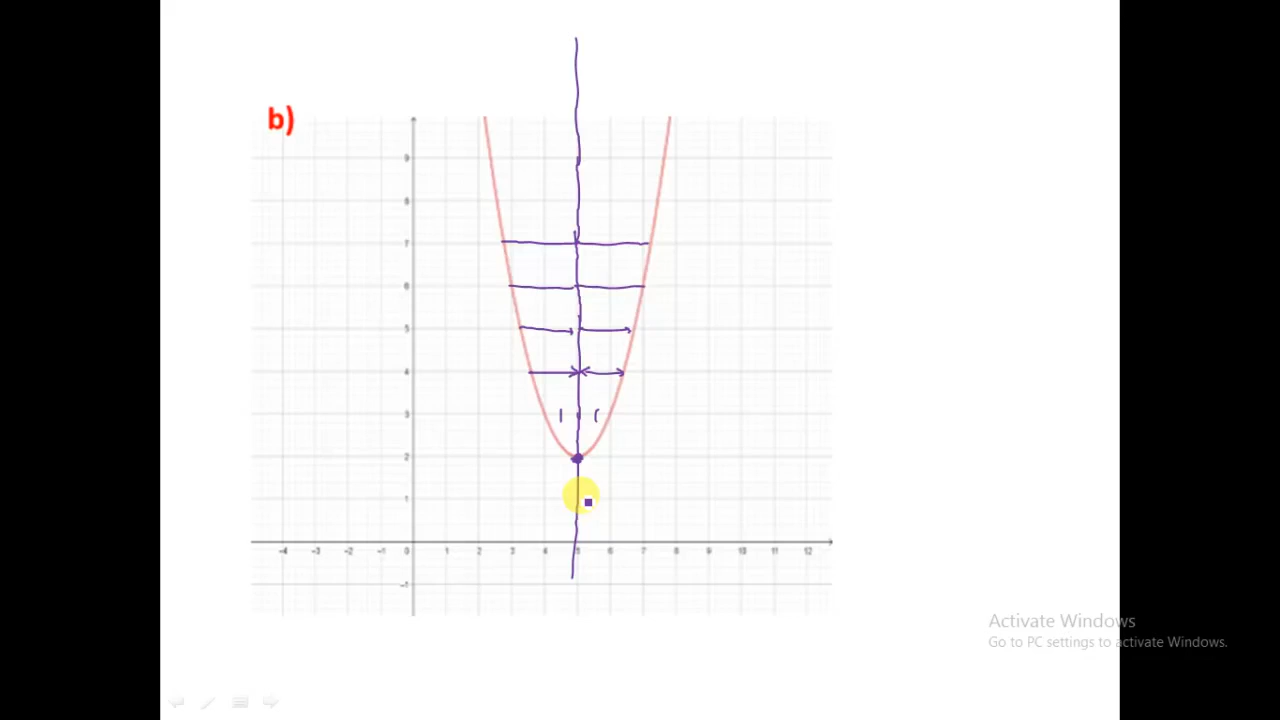 b)
9
8
7
6
5
4
3
2
1
-4 -3 -2 -1 0 1 2 3 4 5 6 7 8 9 10 11 12
-1
Activate Windows
Go to PC settings to activate Windows.